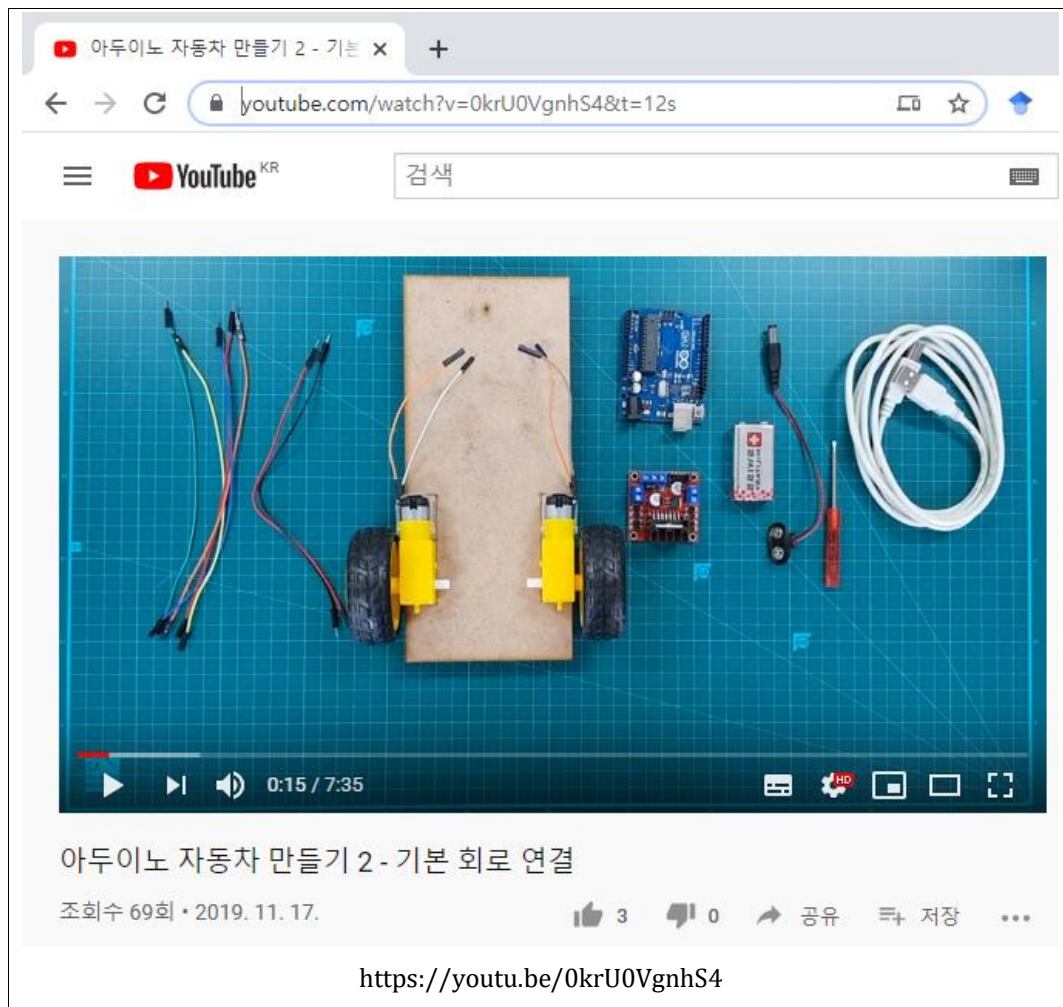 아두이노 자동차 만들기 2 - 기본
youtube.com/watch?v=0krU0VgnhS4&t=12s
YouTube KR
검색
0:15 / 7:35
HD
아두이노 자동차 만들기 2 - 기본 회로 연결
조회수 69회 • 2019. 11. 17.
3 0 공유 저장
https://youtu.be/0krU0VgnhS4